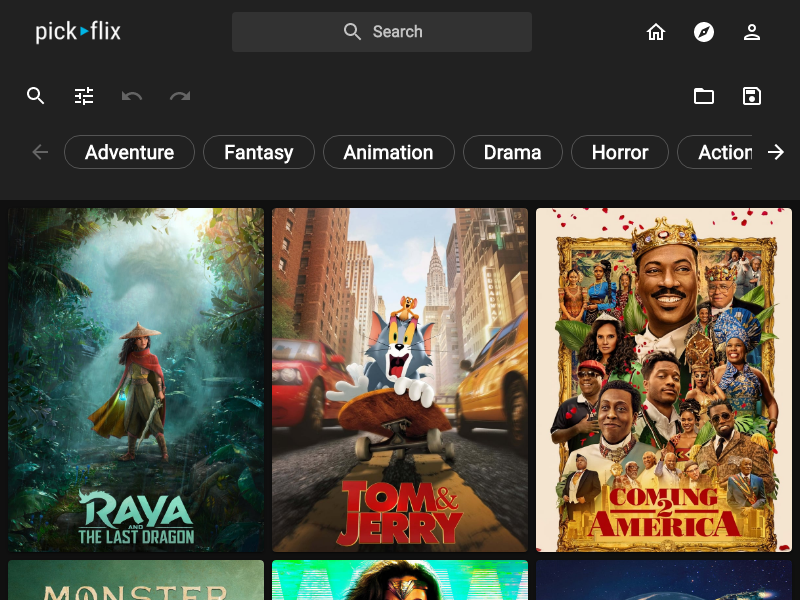 pick flix
Search
Adventure
Fantasy
Animation
Drama
Horror
Action
RAYA
AND
THE LAST DRAGON
TOM&
JERRY
COMING
2
AMERICA
MONSTER